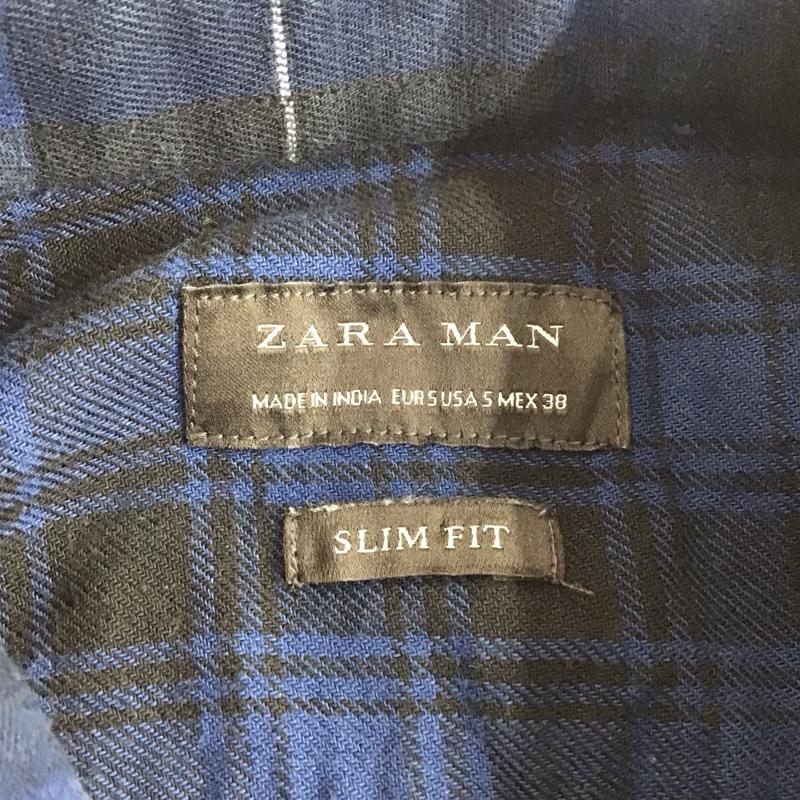 ZARA MAN
MADE IN INDIA EUR S USA S MEX 38
SLIM FIT